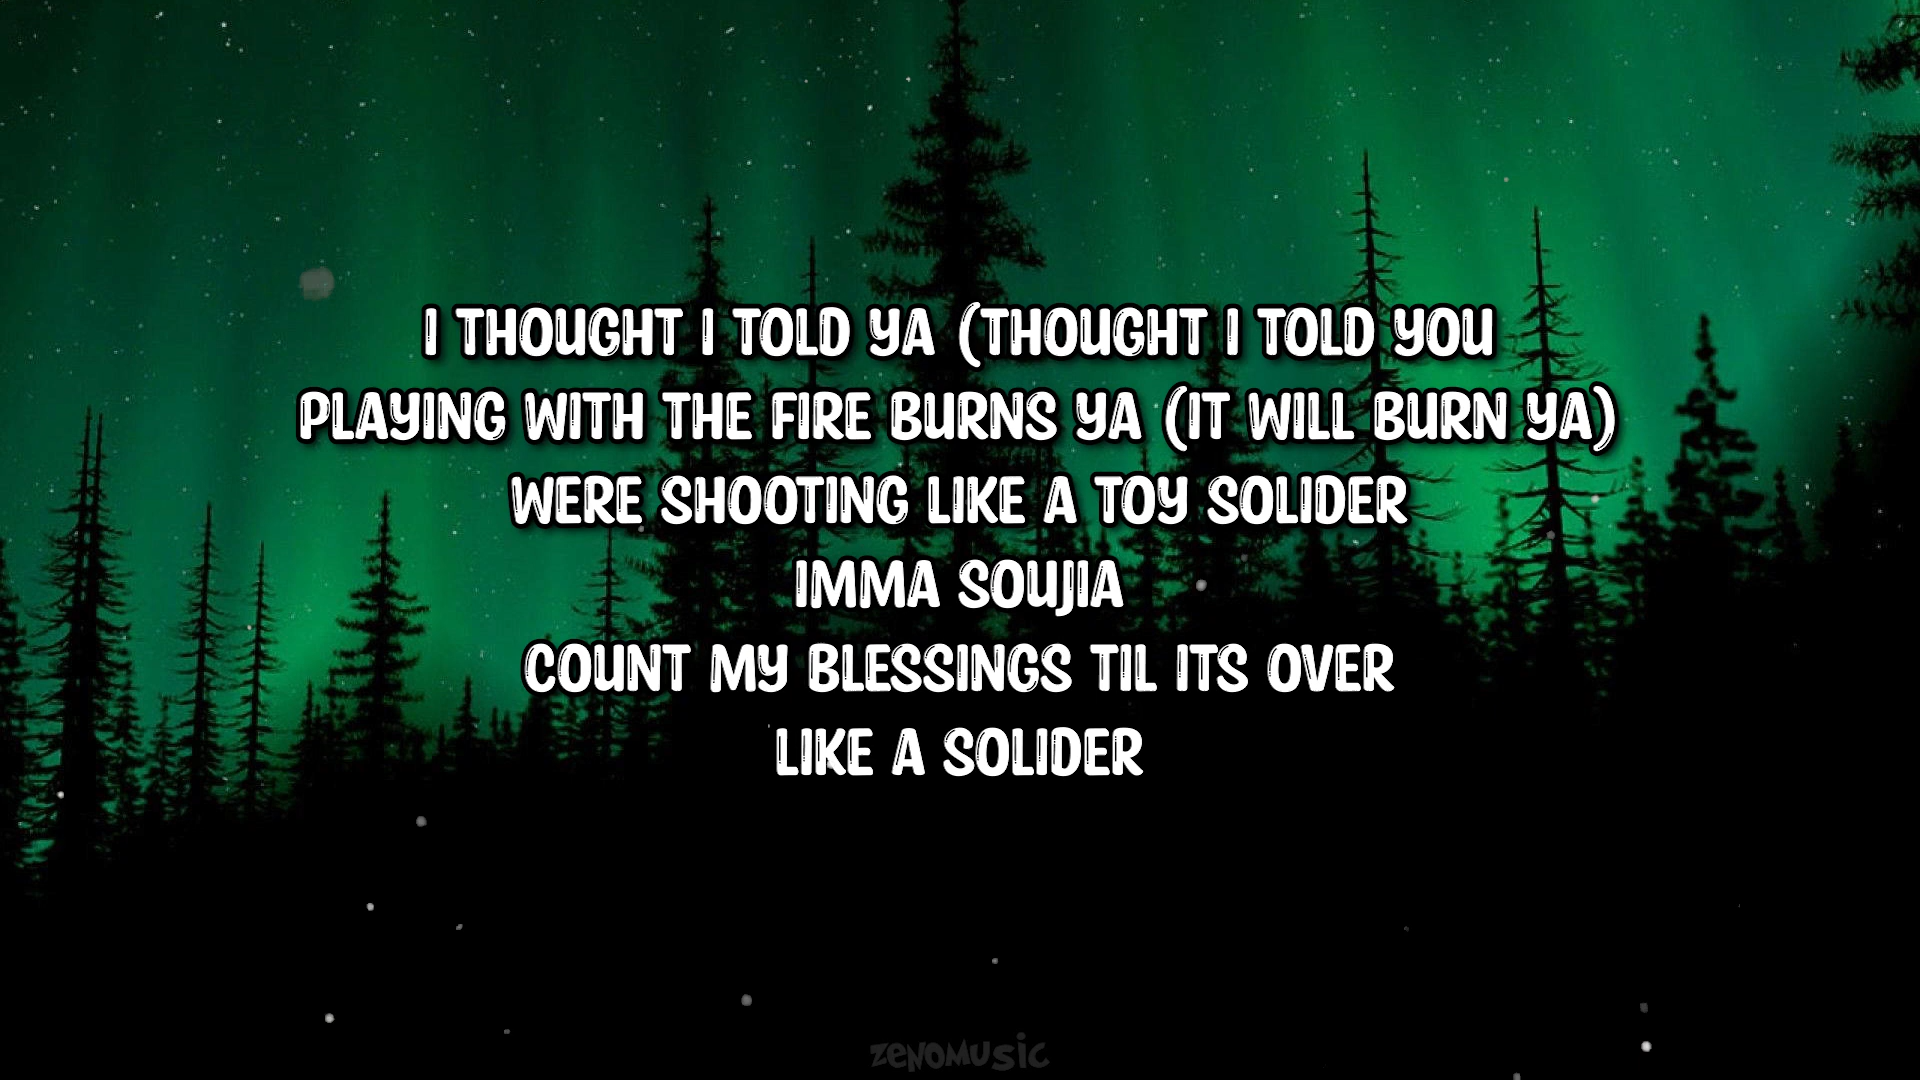 I THOUGHT I TOLD YA (THOUGHT I TOLD YOU
PLAYING WITH THE FIRE BURNS YA (IT WILL BURN YA)
WERE SHOOTING LIKE A TOY SOLIDER
IMMA SOUJIA
COUNT MY BLESSINGS TIL ITS OVER
LIKE A SOLIDER
ZENOMUSIC